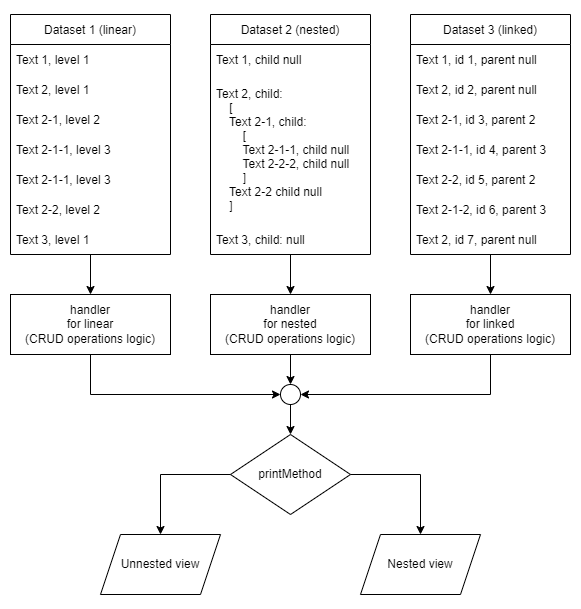 Dataset 1 (linear)
Text 1, level 1
Text 2, level 1
Text 2-1, level 2
Text 2-1-1, level 3
Text 2-1-1, level 3
Text 2-2, level 2
Text 3, level 1
Dataset 2 (nested)
Text 1, child null
Text 2, child:
[
Text 2-1, child:
[
Text 2-1-1, child null
Text 2-2-2, child null
]
Text 2-2 child null
]
Text 3, child: null
Dataset 3 (linked)
Text 1, id 1, parent null
Text 2, id 2, parent null
Text 2-1, id 3, parent 2
Text 2-1-1, id 4, parent 3
Text 2-2, id 5, parent 2
Text 2-1-2, id 6, parent 3
Text 2, id 7, parent null
handler
for linear
(CRUD operations logic)
handler
for nested
(CRUD operations logic)
handler
for linked
(CRUD operations logic)
printMethod
Unnested view
Nested view